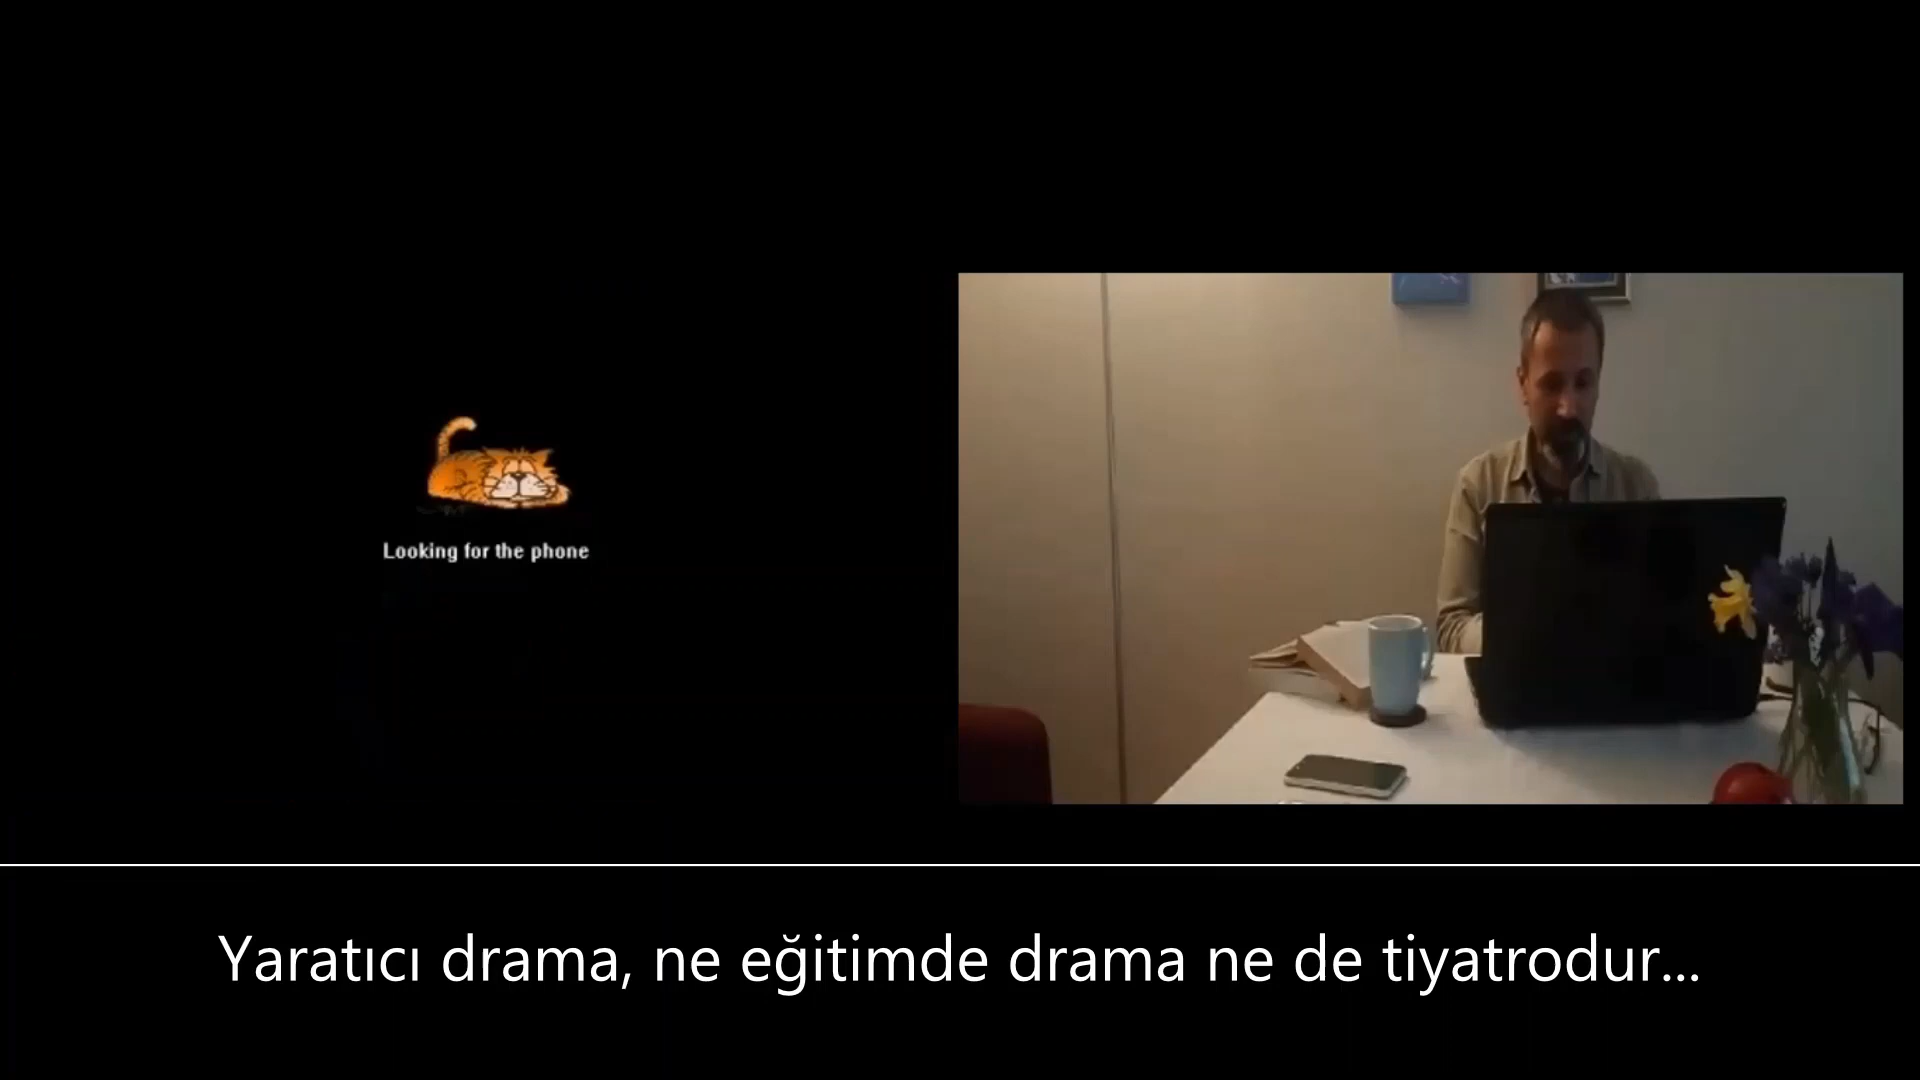 Looking for the phone
Yaratıcı drama, ne eğitimde drama ne de tiyatrodur...